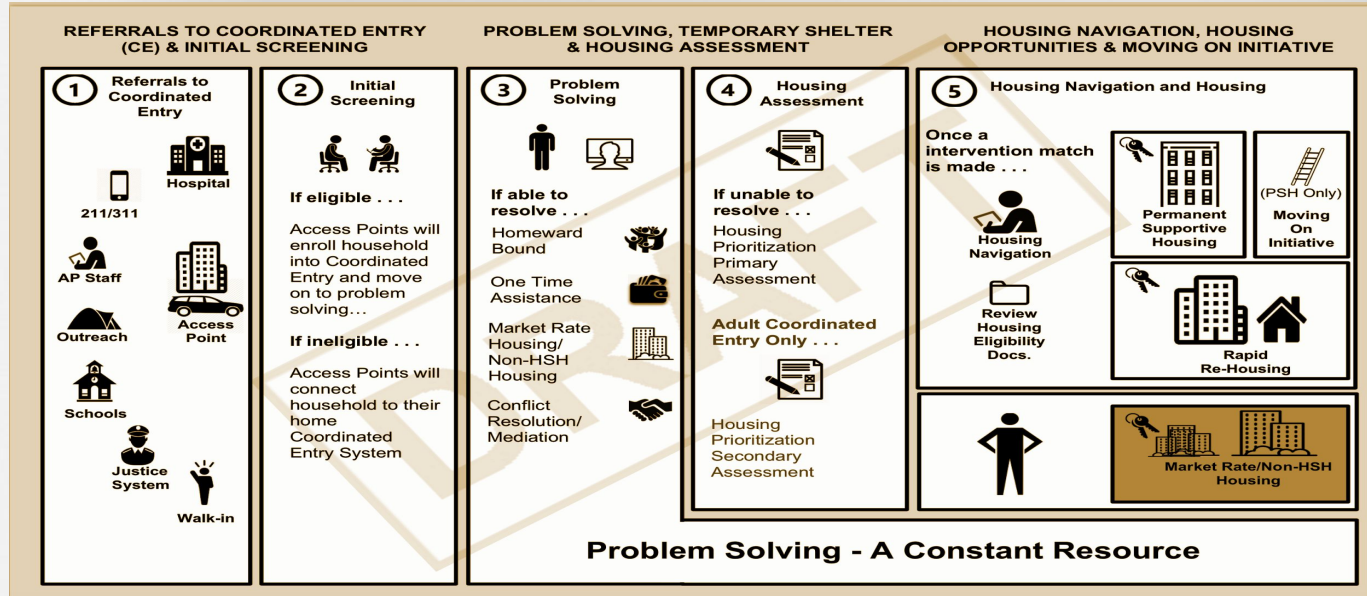 REFERRALS TO COORDINATED ENTRY
(CE) & INITIAL SCREENING
PROBLEM SOLVING, TEMPORARY SHELTER
& HOUSING ASSESSMENT
HOUSING NAVIGATION, HOUSING
OPPORTUNITIES & MOVING ON INITIATIVE
1
Referrals to
Coordinated
Entry
Hospital
211/311
AP Staff
Access
Point
Outreach
Schools
Justice
System
Walk-in
2
Initial
Screening
If eligible . . .
Access Points will
enroll household
into Coordinated
Entry and move
on to problem
solving...
If ineligible . . .
Access Points will
connect
household to their
home
Coordinated
Entry System
3
Problem
Solving
If able to
resolve . . .
Homeward
Bound
One Time
Assistance
Market Rate
Housing/
Non-HSH
Housing
Conflict
Resolution/
Mediation
4
Housing
Assessment
If unable to
resolve . . .
Housing
Prioritization
Primary
Assessment
Adult Coordinated
Entry Only . . .
Housing
Prioritization
Secondary
Assessment
5
Housing Navigation and Housing
Once a
intervention match
is made . . .
Housing
Navigation
Review
Housing
Eligibility
Docs.
Permanent
Supportive
Housing
(PSH Only)
Moving
On
Initiative
Rapid
Re-Housing
Market Rate/Non-HSH
Housing
Problem Solving - A Constant Resource
DRAFT